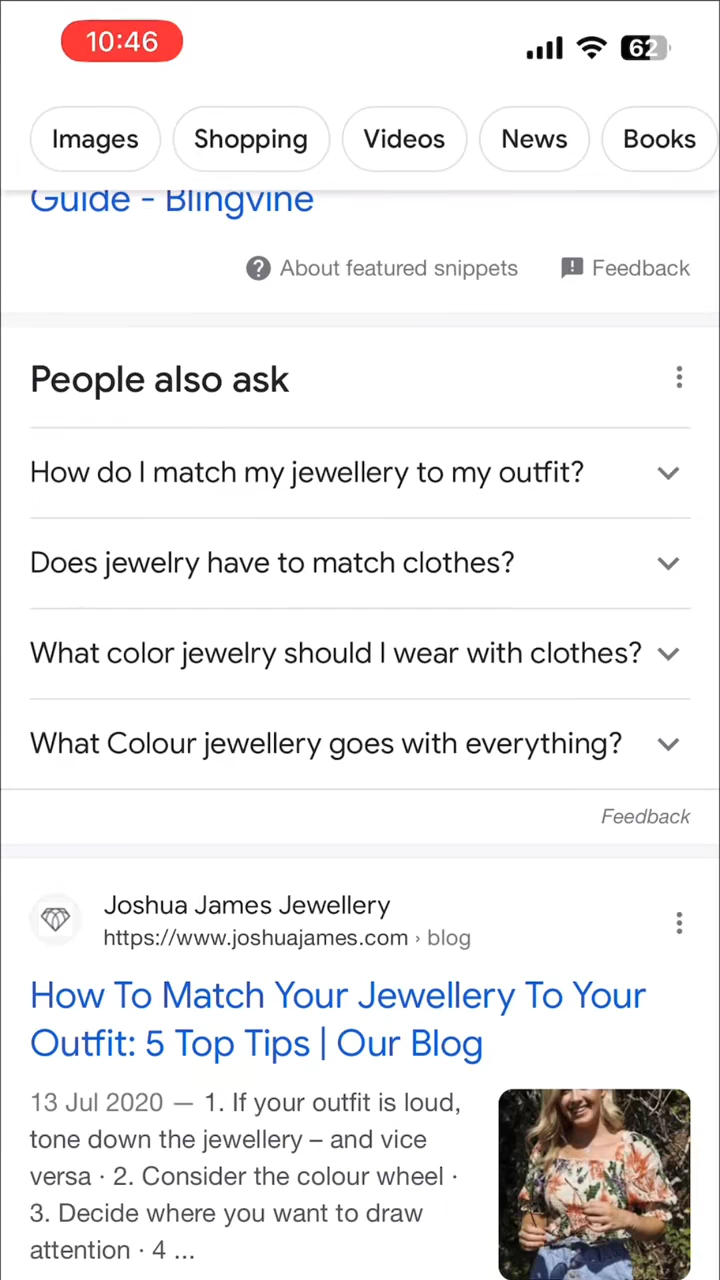 10:46
62
Images Shopping Videos News Books
Guide - Blingvine
About featured snippets Feedback
People also ask
How do I match my jewellery to my outfit?
Does jewelry have to match clothes?
What color jewelry should I wear with clothes?
What Colour jewellery goes with everything?
Feedback
Joshua James Jewellery
https://www.joshuajames.com › blog
How To Match Your Jewellery To Your
Outfit: 5 Top Tips | Our Blog
13 Jul 2020 — 1. If your outfit is loud,
tone down the jewellery – and vice
versa · 2. Consider the colour wheel ·
3. Decide where you want to draw
attention · 4 ...